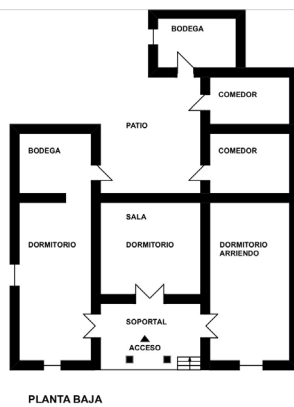 BODEGA
COMEDOR
PATIO
BODEGA
COMEDOR
SALA
DORMITORIO
DORMITORIO
DORMITORIO
ARRIENDO
SOPORTAL
ACCESO
PLANTA BAJA